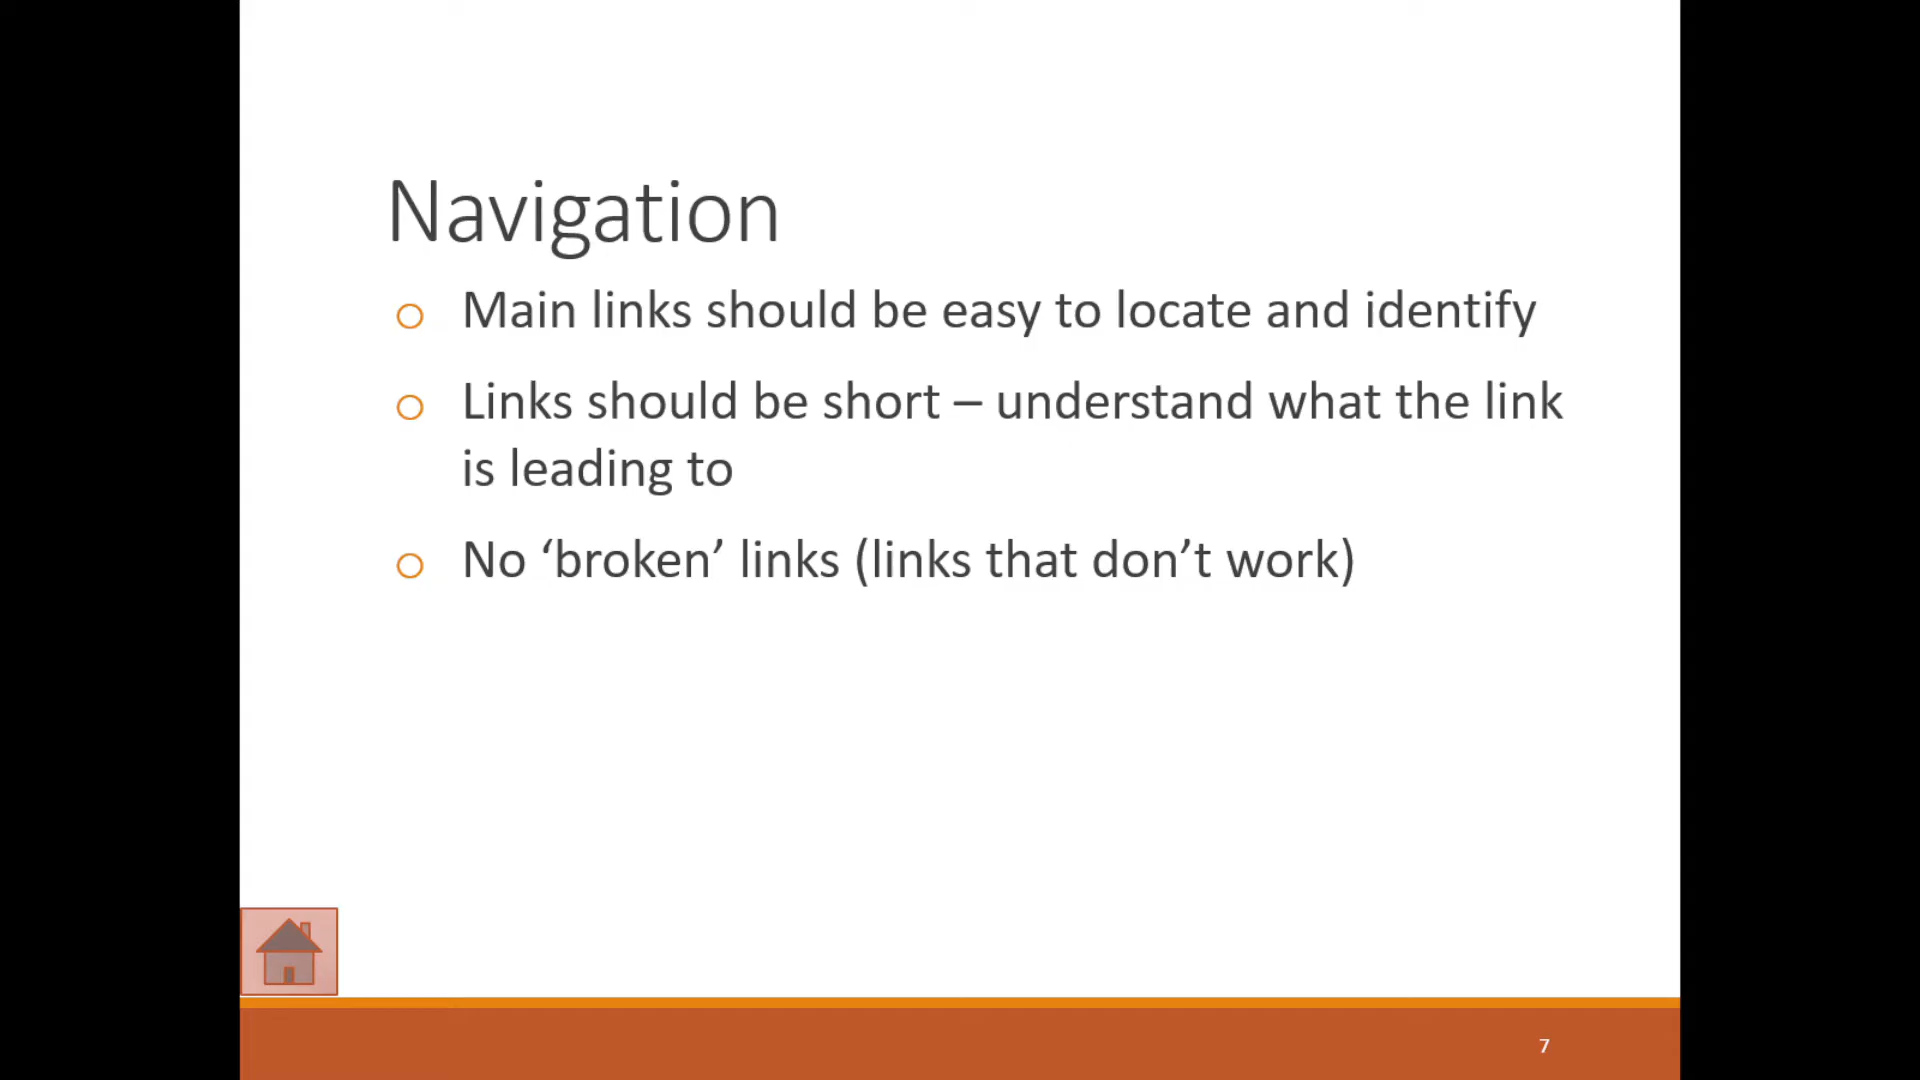 Navigation
o Main links should be easy to locate and identify
o Links should be short – understand what the link
is leading to
o No ‘broken’ links (links that don’t work)
7